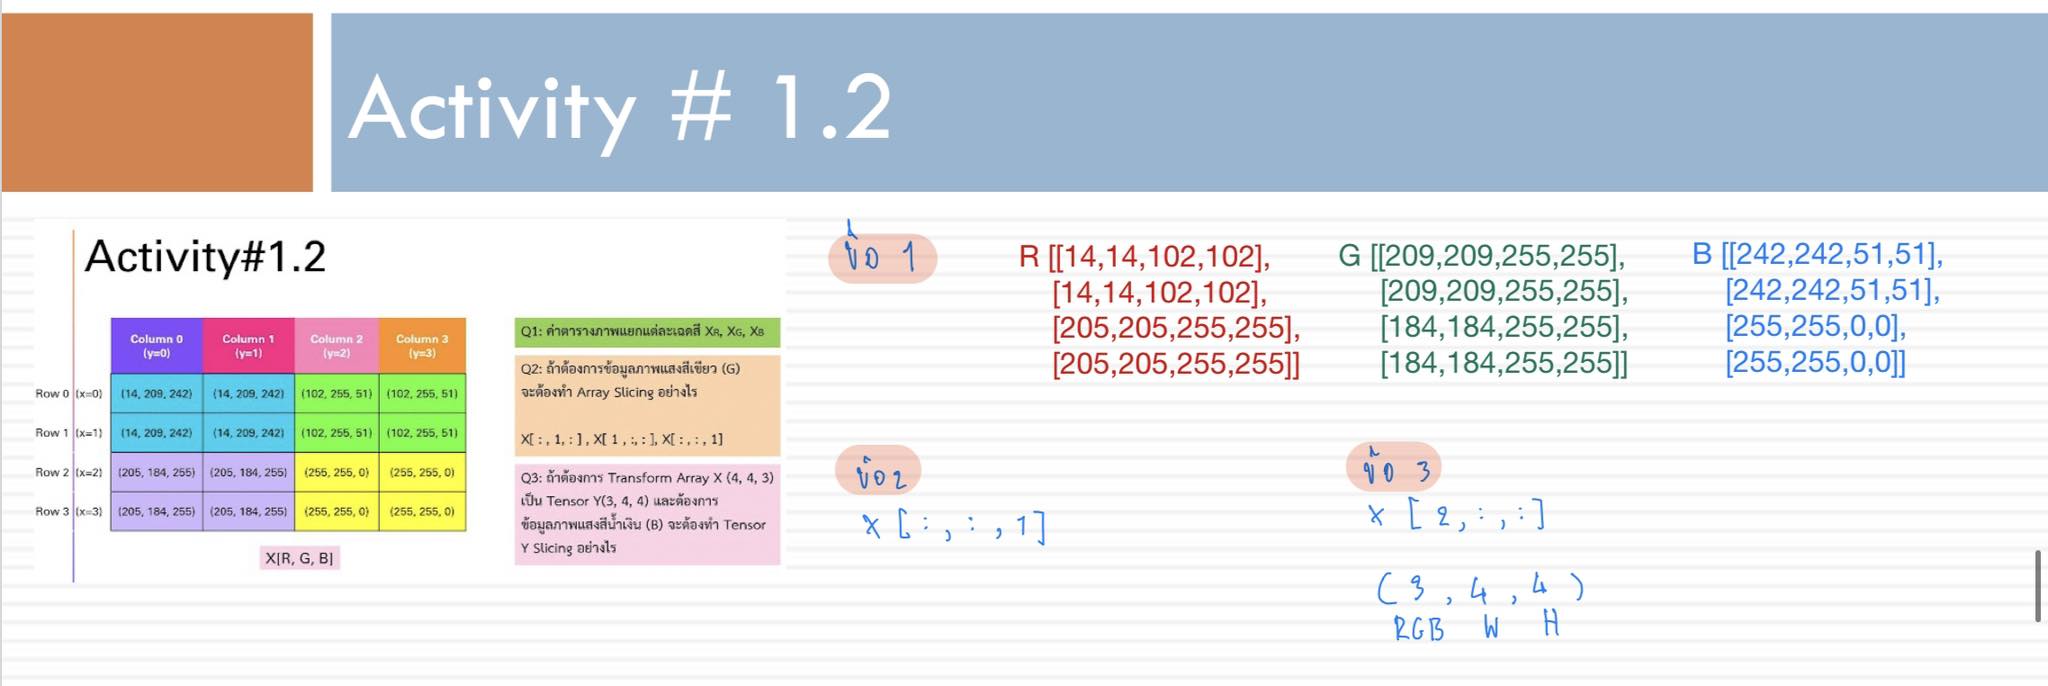 Activity # 1.2
Activity#1.2
Column 0 (y=0) Column 1 (y=1) Column 2 (y=2) Column 3 (y=3)
Row 0 (x=0) (14, 209, 242) (14, 209, 242) (102, 255, 51) (102, 255, 51)
Row 1 (x=1) (14, 209, 242) (14, 209, 242) (102, 255, 51) (102, 255, 51)
Row 2 (x=2) (205, 184, 255) (205, 184, 255) (255, 255, 0) (255, 255, 0)
Row 3 (x=3) (205, 184, 255) (205, 184, 255) (255, 255, 0) (255, 255, 0)
X[R, G, B]
Q1: ค่าตารางภาพแยกแต่ละเฉดสี XR, XG, XB
Q2: ถ้าต้องการข้อมูลภาพแสงสีเขียว (G)
จะต้องทำ Array Slicing อย่างไร
X[ : , 1, : ] , X[ 1 , :, : ], X[ : , : , 1]
Q3: ถ้าต้องการ Transform Array X (4, 4, 3)
เป็น Tensor Y(3, 4, 4) และต้องการ
ข้อมูลภาพแสงสีน้ำเงิน (B) จะต้องทำ Tensor
Y Slicing อย่างไร
ข้อ 1
R [[14,14,102,102],
[14,14,102,102],
[205,205,255,255],
[205,205,255,255]]
G [[209,209,255,255],
[209,209,255,255],
[184,184,255,255],
[184,184,255,255]]
B [[242,242,51,51],
[242,242,51,51],
[255,255,0,0],
[255,255,0,0]]
ข้อ 2
X [ : , : , 1 ]
ข้อ 3
X [ 2 , : , : ]
( 3 , 4 , 4 )
RGB W H